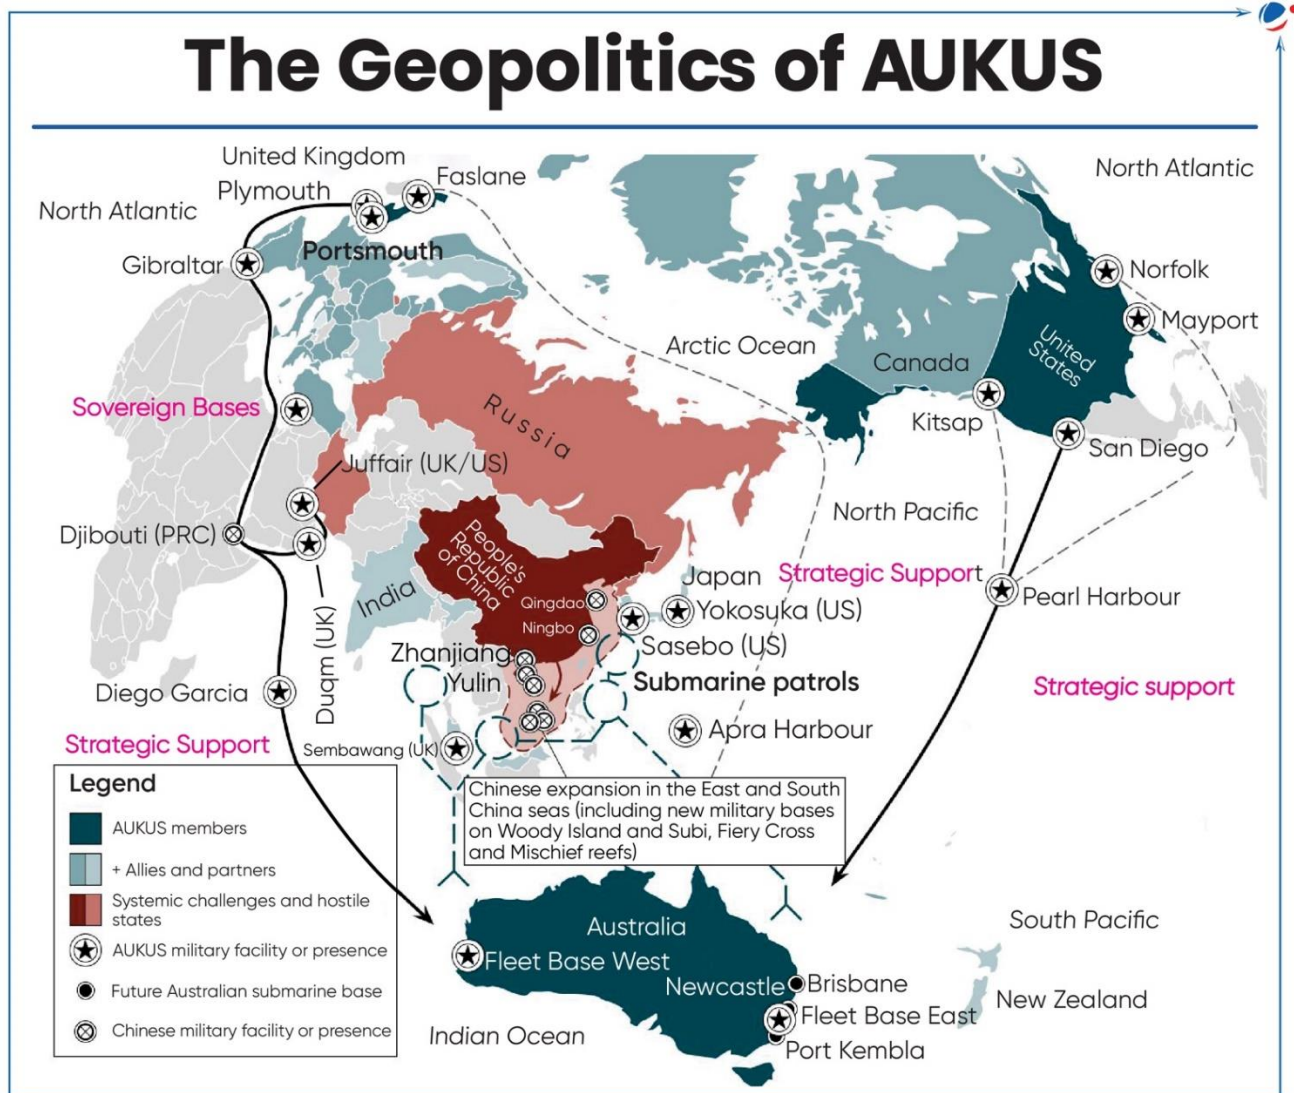 The Geopolitics of AUKUS
United Kingdom
Plymouth
Faslane
North Atlantic
North Atlantic
Portsmouth
Gibraltar
Norfolk
Mayport
Arctic Ocean
United
States
Canada
Sovereign Bases
Russia
Kitsap
San Diego
Juffair (UK/US)
North Pacific
Djibouti (PRC)
People's
Republic
of China
India
Japan
Strategic Support
Qingdao
Yokosuka (US)
Pearl Harbour
Ningbo
Sasebo (US)
Duqm (UK)
Zhanjiang
Yulin
Submarine patrols
Strategic support
Diego Garcia
Apra Harbour
Strategic Support
Sembawang (UK)
Chinese expansion in the East and South
China seas (including new military bases
on Woody Island and Subi, Fiery Cross
and Mischief reefs)
Legend
AUKUS members
+ Allies and partners
Systemic challenges and hostile
states
AUKUS military facility or presence
Future Australian submarine base
Chinese military facility or presence
Australia
South Pacific
Fleet Base West
Newcastle
Brisbane
New Zealand
Fleet Base East
Indian Ocean
Port Kembla